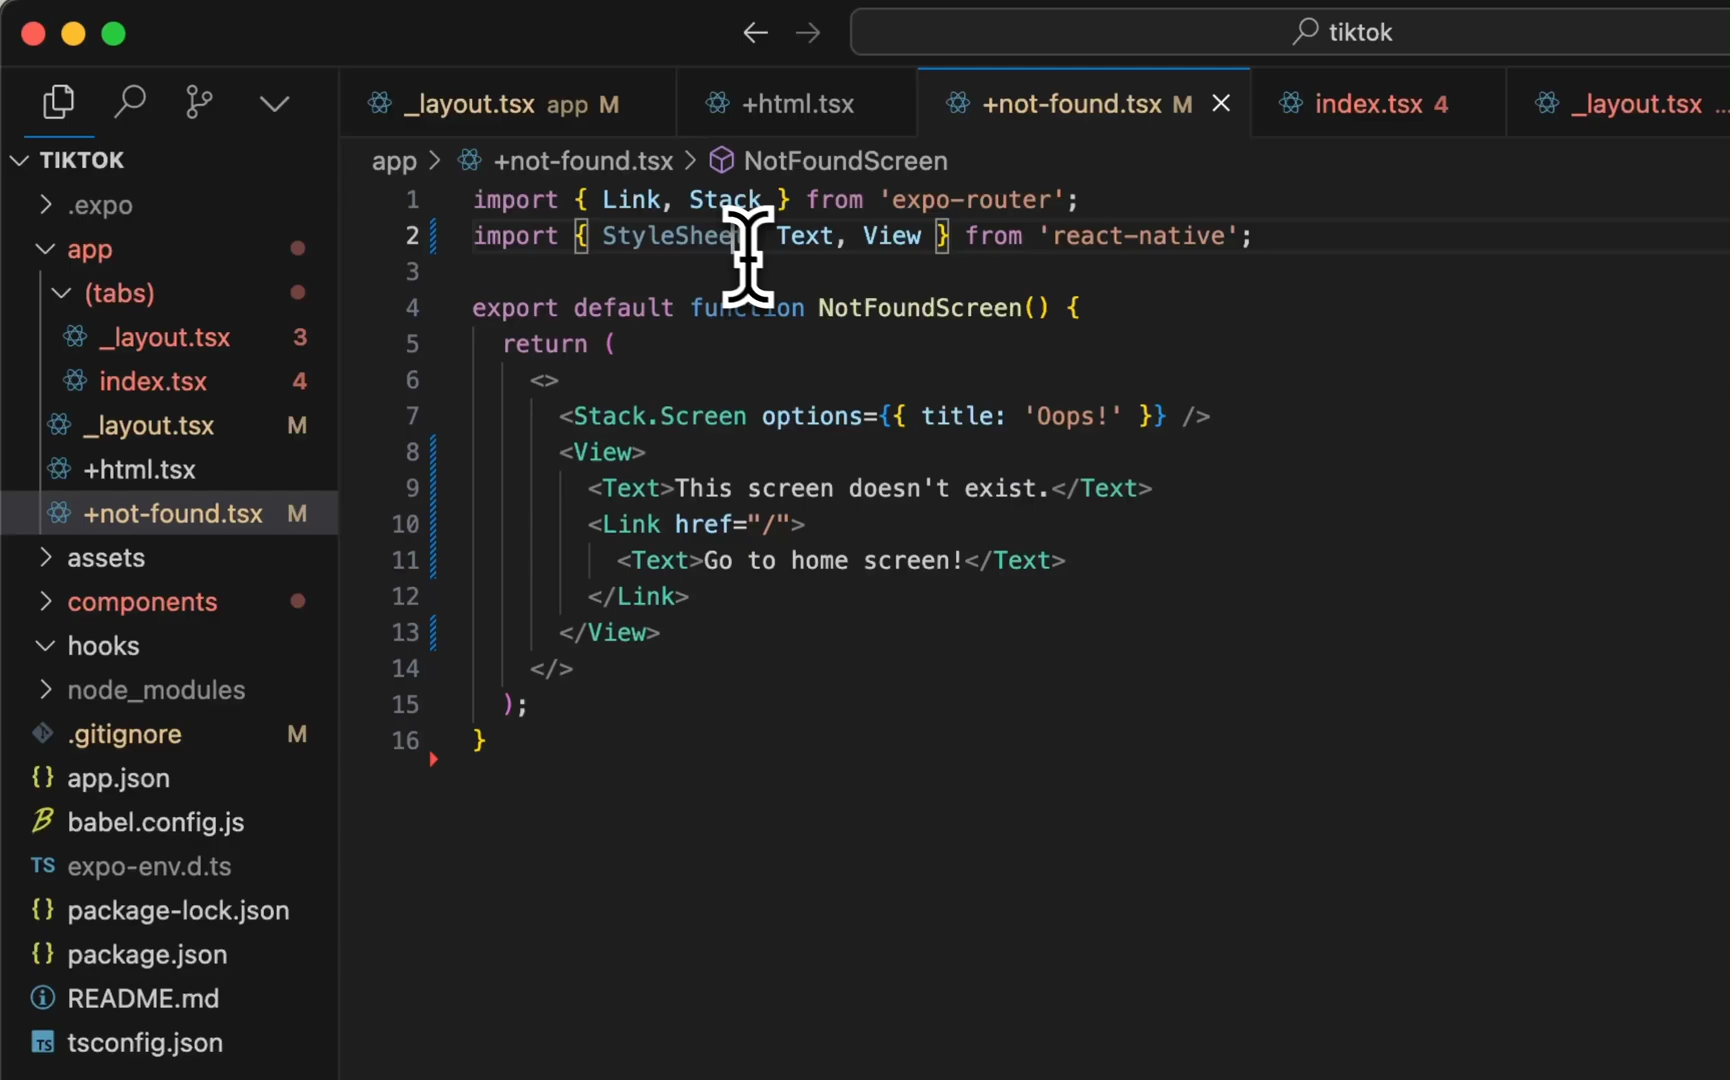 tiktok
_layout.tsx app M
+html.tsx
+not-found.tsx M
index.tsx 4
_layout.tsx ...
TIKTOK
.expo
app
(tabs)
_layout.tsx 3
index.tsx 4
_layout.tsx M
+html.tsx
+not-found.tsx M
assets
components
hooks
node_modules
.gitignore M
{} app.json
babel.config.js
TS expo-env.d.ts
{} package-lock.json
{} package.json
README.md
TS tsconfig.json
app > +not-found.tsx > NotFoundScreen
1 import { Link, Stack } from 'expo-router';
2 import { StyleSheet Text, View } from 'react-native';
3
4 export default function NotFoundScreen() {
5 return (
6 <>
7 <Stack.Screen options={{ title: 'Oops!' }} />
8 <View>
9 <Text>This screen doesn't exist.</Text>
10 <Link href="/">
11 <Text>Go to home screen!</Text>
12 </Link>
13 </View>
14 </>
15 );
16 }